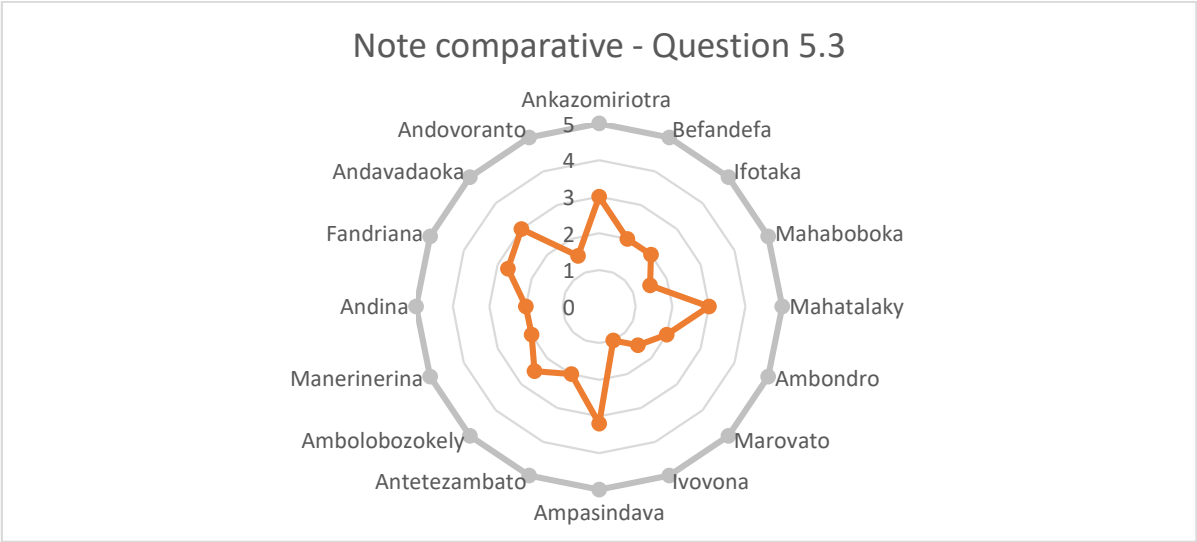 Note comparative - Question 5.3
Ankazomiriotra
Befandefa
Ifotaka
Mahaboboka
Mahatalaky
Ambondro
Marovato
Ivovona
Ampasindava
Antetezambato
Ambolobozokely
Manerinerina
Andina
Fandriana
Andavadaoka
Andovoranto
5
4
3
2
1
0